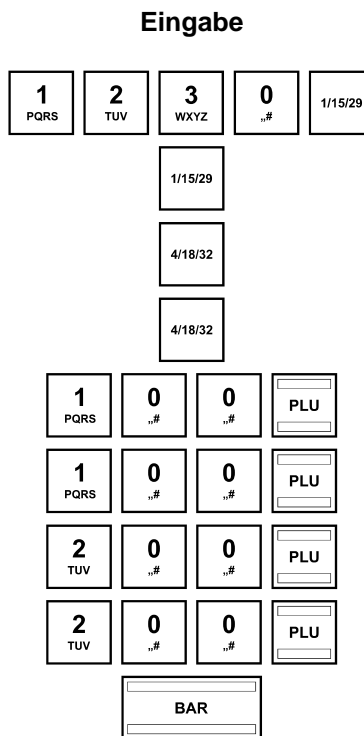 Eingabe
1 2 3 0 1/15/29
PQRS TUV WXYZ „#
1/15/29
4/18/32
4/18/32
1 0 0 PLU
PQRS „# „#
1 0 0 PLU
PQRS „# „#
2 0 0 PLU
TUV „# „#
2 0 0 PLU
TUV „# „#
BAR